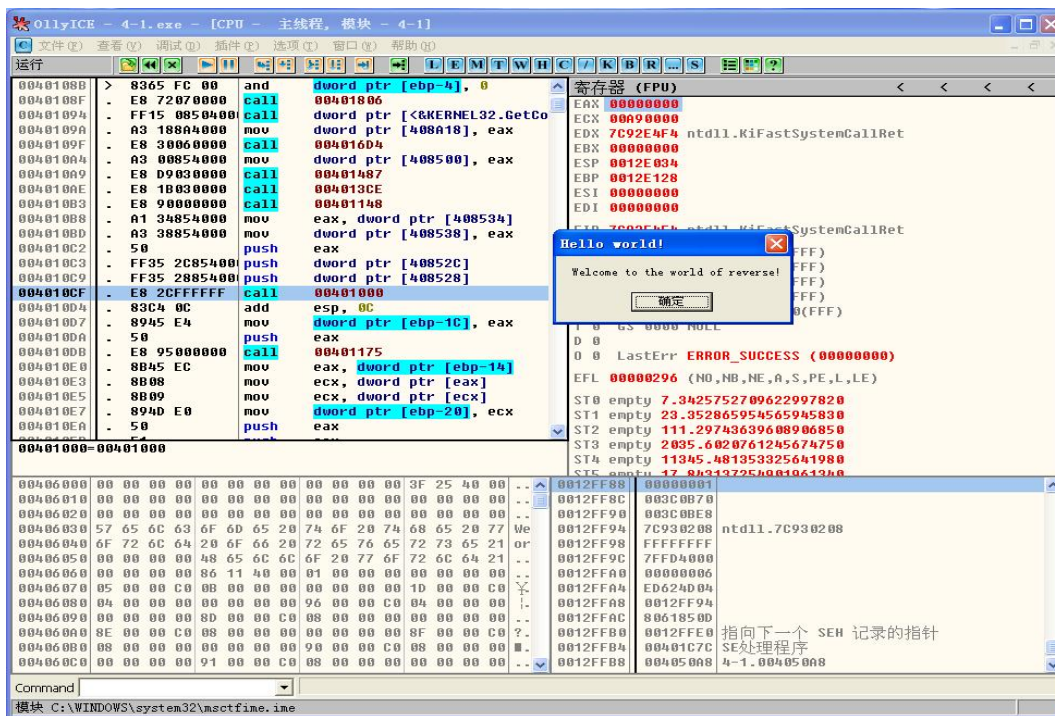 OllyICE - 4-1.exe - [CPU - 主线程, 模块 - 4-1]
文件(F) 查看(V) 调试(D) 插件(P) 选项(T) 窗口(W) 帮助(H)
运行 L E M T W H C / K B R ... S
0040108B > 8365 FC 00 and dword ptr [ebp-4], 0
0040108F . E8 72070000 call 00401806
00401094 . FF15 08504000 call dword ptr [<&KERNEL32.GetCo
0040109A . A3 188A4000 mov dword ptr [408A18], eax
0040109F . E8 30060000 call 004016D4
004010A4 . A3 00854000 mov dword ptr [408500], eax
004010A9 . E8 D9030000 call 00401487
004010AE . E8 1B030000 call 004013CE
004010B3 . E8 90000000 call 00401148
004010B8 . A1 34854000 mov eax, dword ptr [408534]
004010BD . A3 38854000 mov dword ptr [408538], eax
004010C2 . 50 push eax
004010C3 . FF35 2C85400 push dword ptr [40852C]
004010C9 . FF35 2885400 push dword ptr [408528]
004010CF . E8 2CFFFFFF call 00401000
004010D4 . 83C4 0C add esp, 0C
004010D7 . 8945 E4 mov dword ptr [ebp-1C], eax
004010DA . 50 push eax
004010DB . E8 95000000 call 00401175
004010E0 . 8B45 EC mov eax, dword ptr [ebp-14]
004010E3 . 8B08 mov ecx, dword ptr [eax]
004010E5 . 8B09 mov ecx, dword ptr [ecx]
004010E7 . 894D E0 mov dword ptr [ebp-20], ecx
004010EA . 50 push eax
00401000=00401000
寄存器 (FPU) < < < <
EAX 00000000
ECX 00A90000
EDX 7C92E4F4 ntdll.KiFastSystemCallRet
EBX 00000000
ESP 0012E034
EBP 0012E128
ESI 00000000
EDI 00000000
EIP 7C92E4F4 ntdll.KiFastSystemCallRet
FFF)
FFF)
FFF)
FFF)
0(FFF)
T 0 GS 0000 NULL
D 0
O 0 LastErr ERROR_SUCCESS (00000000)
EFL 00000296 (NO,NB,NE,A,S,PE,L,LE)
ST0 empty 7.3425752709622997820
ST1 empty 23.352865954565945830
ST2 empty 111.29743639608906850
ST3 empty 2035.6020761245674750
ST4 empty 11345.481353325641980
ST5 empty 17.843137254901961340
Hello world!
Welcome to the world of reverse!
确定
00406000 00 00 00 00 00 00 00 00 00 00 00 00 3F 25 40 00 ..
00406010 00 00 00 00 00 00 00 00 00 00 00 00 00 00 00 00 ..
00406020 00 00 00 00 00 00 00 00 00 00 00 00 00 00 00 00 ..
00406030 57 65 6C 63 6F 6D 65 20 74 6F 20 74 68 65 20 77 We
00406040 6F 72 6C 64 20 6F 66 20 72 65 76 65 72 73 65 21 or
00406050 00 00 00 00 48 65 6C 6C 6F 20 77 6F 72 6C 64 21 ..
00406060 00 00 00 00 86 11 40 00 01 00 00 00 00 00 00 00 ..
00406070 05 00 00 C0 0B 00 00 00 00 00 00 00 1D 00 00 C0
00406080 04 00 00 00 00 00 00 00 96 00 00 C0 04 00 00 00
00406090 00 00 00 00 8D 00 00 C0 08 00 00 00 00 00 00 00 ..
004060A0 8E 00 00 C0 08 00 00 00 00 00 00 00 8F 00 00 C0 ?.
004060B0 08 00 00 00 00 00 00 00 90 00 00 C0 08 00 00 00
004060C0 00 00 00 00 91 00 00 C0 08 00 00 00 00 00 00 00 ..
0012FF88 00000001
0012FF8C 003C0B70
0012FF90 003C0BE8
0012FF94 7C930208 ntdll.7C930208
0012FF98 FFFFFFFF
0012FF9C 7FFD4000
0012FFA0 00000006
0012FFA4 ED624D04
0012FFA8 0012FF94
0012FFAC 8061850D
0012FFB0 0012FFE0 指向下一个 SEH 记录的指针
0012FFB4 00401C7C SE处理程序
0012FFB8 004050A8 4-1.004050A8
Command
模块 C:\WINDOWS\system32\msctfime.ime